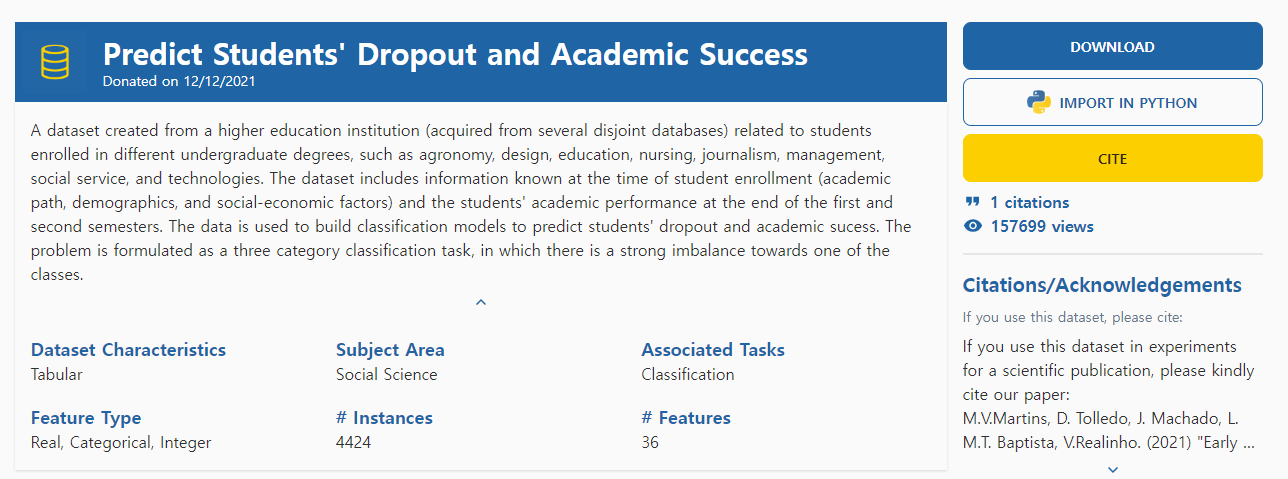 Predict Students' Dropout and Academic Success
Donated on 12/12/2021
A dataset created from a higher education institution (acquired from several disjoint databases) related to students
enrolled in different undergraduate degrees, such as agronomy, design, education, nursing, journalism, management,
social service, and technologies. The dataset includes information known at the time of student enrollment (academic
path, demographics, and social-economic factors) and the students' academic performance at the end of the first and
second semesters. The data is used to build classification models to predict students' dropout and academic sucess. The
problem is formulated as a three category classification task, in which there is a strong imbalance towards one of the
classes.
Dataset Characteristics
Tabular
Subject Area
Social Science
Associated Tasks
Classification
Feature Type
Real, Categorical, Integer
# Instances
4424
# Features
36
DOWNLOAD
IMPORT IN PYTHON
CITE
1 citations
157699 views
Citations/Acknowledgements
If you use this dataset, please cite:
If you use this dataset in experiments
for a scientific publication, please kindly
cite our paper:
M.V.Martins, D. Tolledo, J. Machado, L.
M.T. Baptista, V.Realinho. (2021) "Early ...